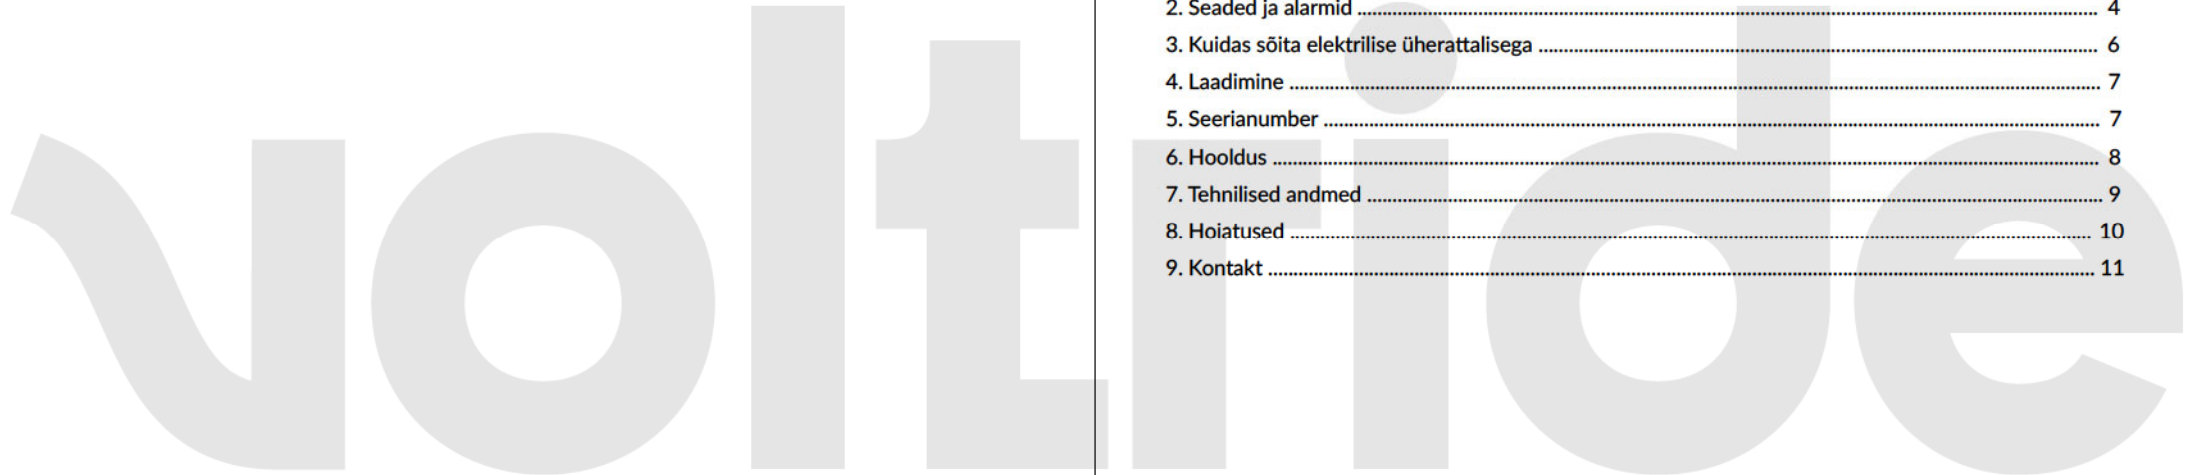 2. Seaded ja alarmid ........ 4
3. Kuidas sõita elektrilise üherattalisega ........ 6
4. Laadimine ........ 7
5. Seerianumber ........ 7
6. Hooldus ........ 8
7. Tehnilised andmed ........ 9
8. Hoiatused ........ 10
9. Kontakt ........ 11
voltride